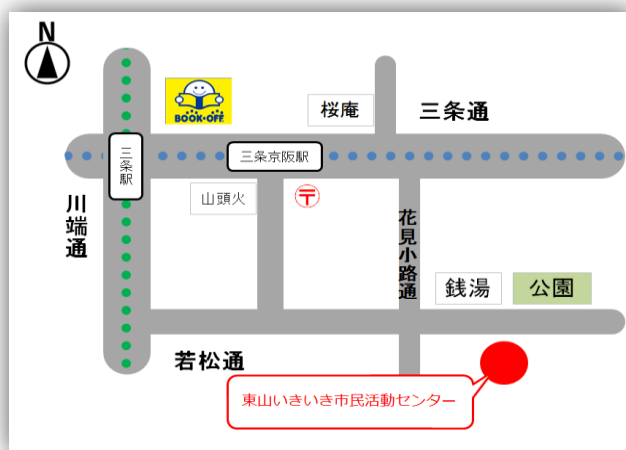 N
BOOK・OFF
桜庵
三条通
三条駅
三条京阪駅
山頭火
〒
川端通
花見小路通
銭湯
公園
若松通
東山いきいき市民活動センター